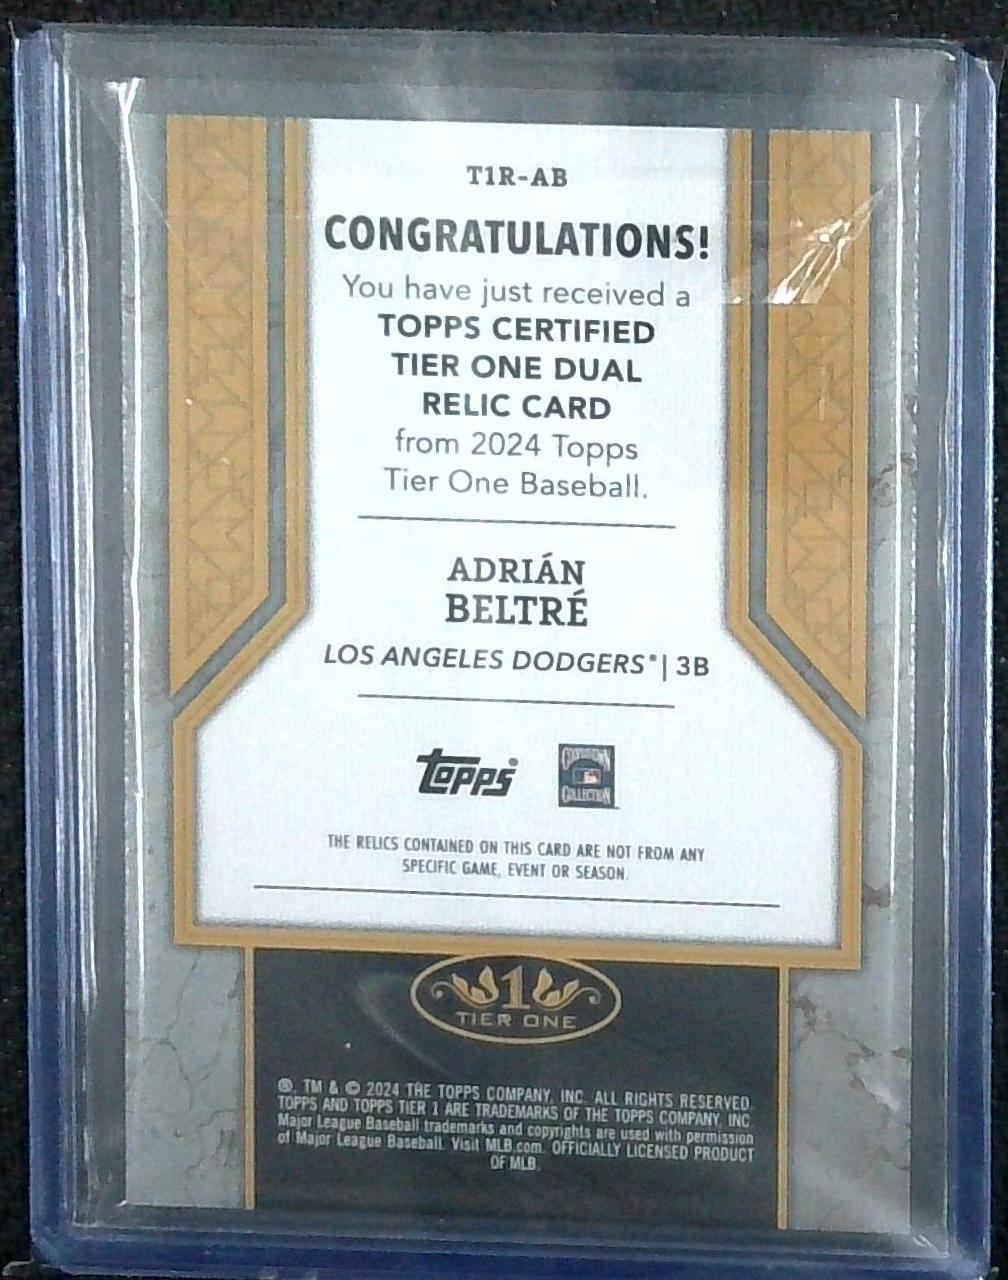 T1R-AB
CONGRATULATIONS!
You have just received a
TOPPS CERTIFIED
TIER ONE DUAL
RELIC CARD
from 2024 Topps
Tier One Baseball.
ADRIÁN
BELTRÉ
LOS ANGELES DODGERS® | 3B
topps®
COOPERSTOWN
COLLECTION
THE RELICS CONTAINED ON THIS CARD ARE NOT FROM ANY
SPECIFIC GAME, EVENT OR SEASON.
1
TIER ONE
®, TM & © 2024 THE TOPPS COMPANY, INC. ALL RIGHTS RESERVED.
TOPPS AND TOPPS TIER 1 ARE TRADEMARKS OF THE TOPPS COMPANY, INC.
Major League Baseball trademarks and copyrights are used with permission
of Major League Baseball. Visit MLB.com. OFFICIALLY LICENSED PRODUCT
OF MLB.